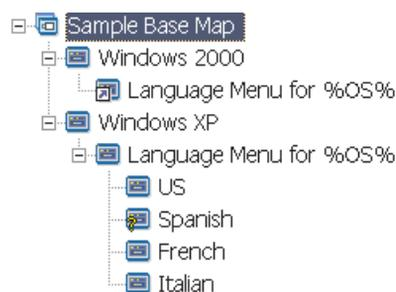 Sample Base Map
Windows 2000
Language Menu for %OS%
Windows XP
Language Menu for %OS%
US
Spanish
French
Italian